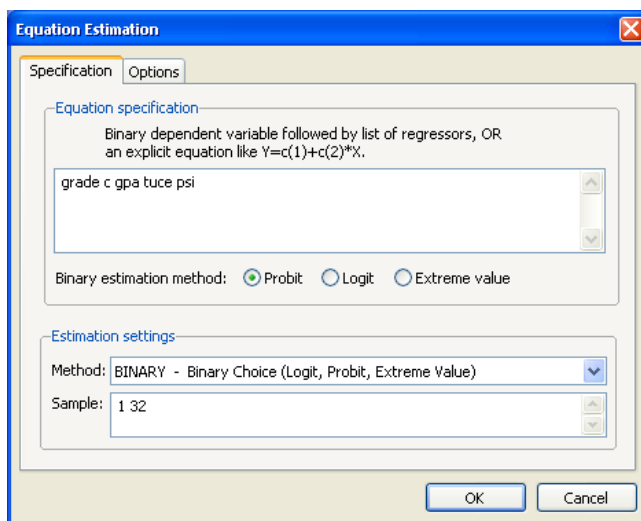 Equation Estimation
Specification Options
Equation specification
Binary dependent variable followed by list of regressors, OR
an explicit equation like Y=c(1)+c(2)*X.
grade c gpa tuce psi
Binary estimation method: Probit Logit Extreme value
Estimation settings
Method: BINARY - Binary Choice (Logit, Probit, Extreme Value)
Sample: 1 32
OK Cancel